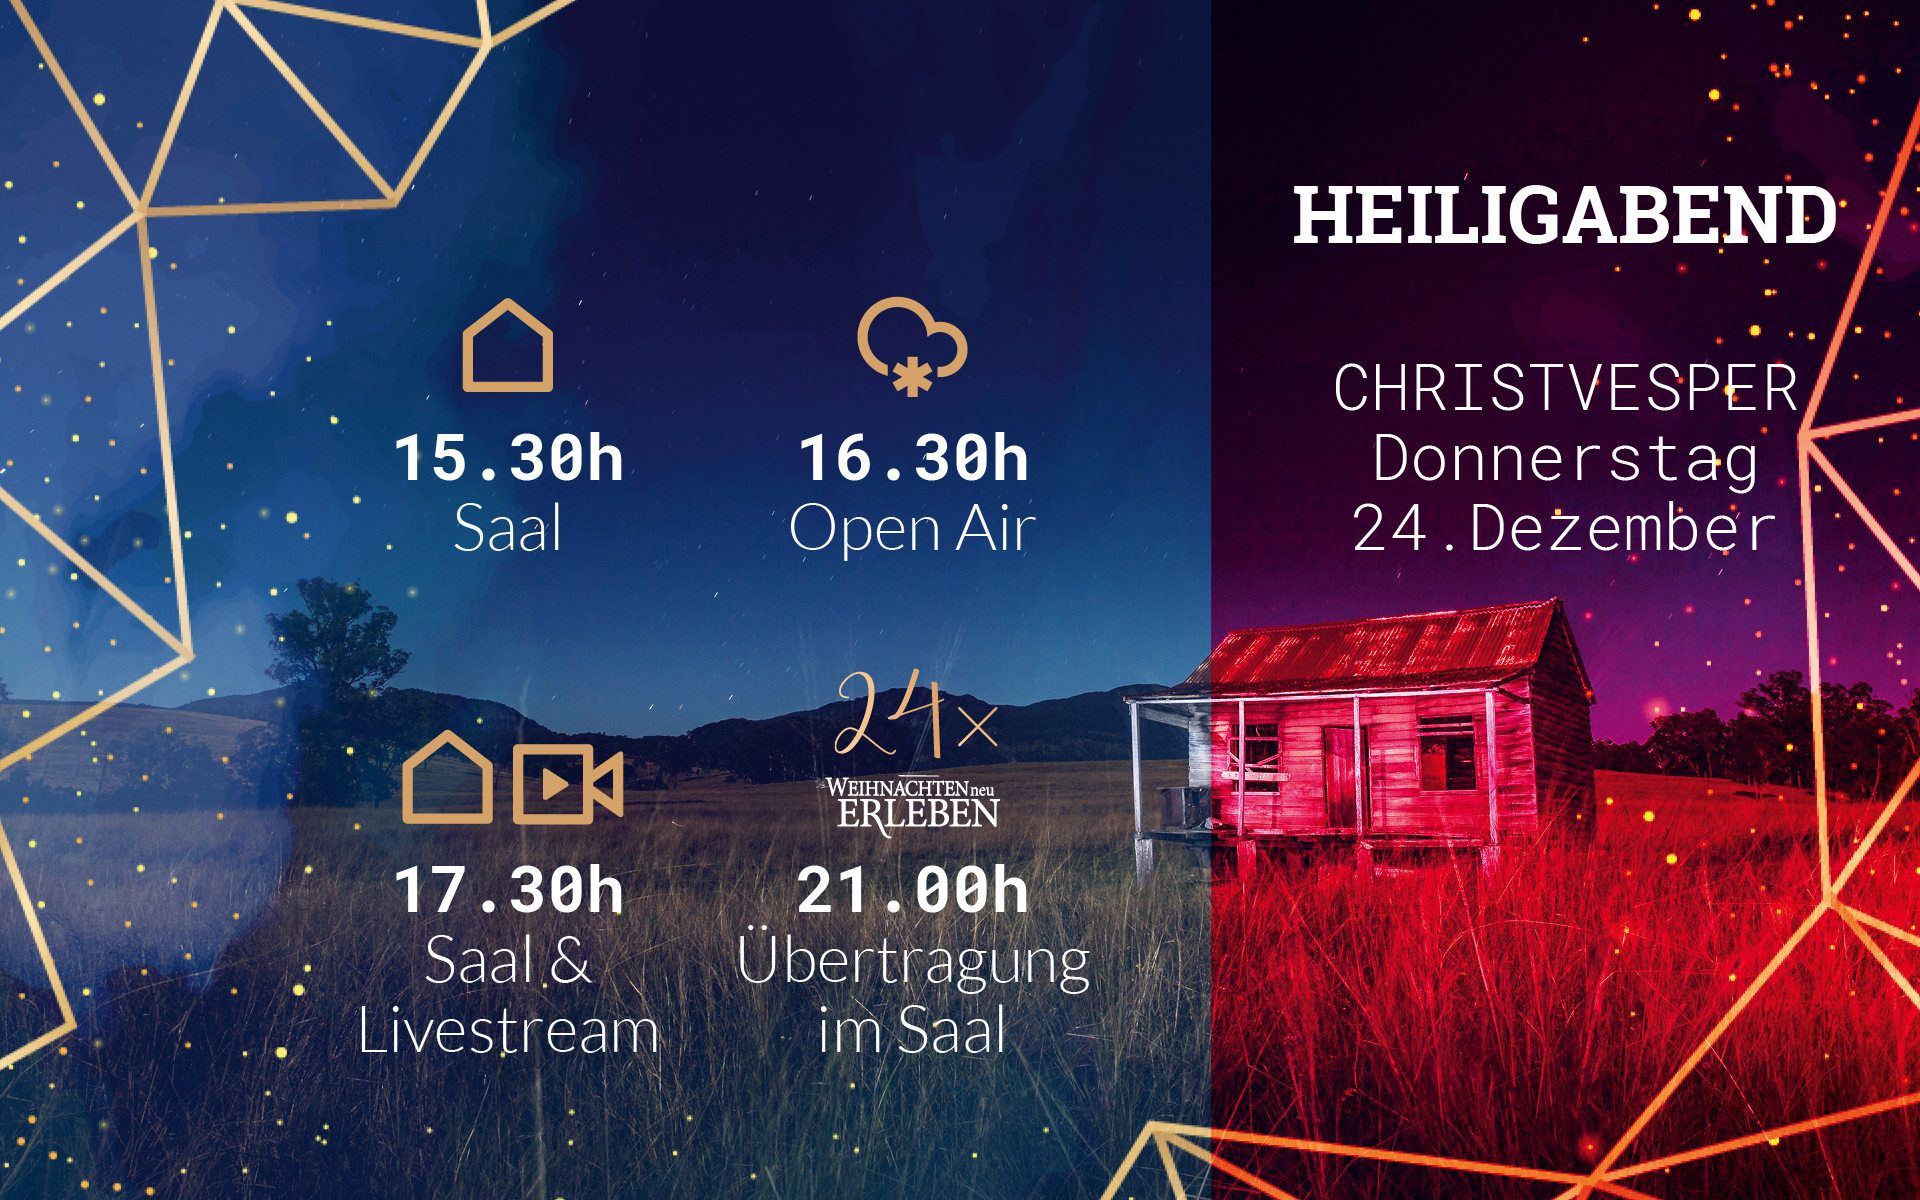 HEILIGABEND
CHRISTVESPER
Donnerstag
24.Dezember
15.30h
Saal
16.30h
Open Air
17.30h
Saal &
Livestream
24x
WEIHNACHTEN neu
ERLEBEN
21.00h
Übertragung
im Saal